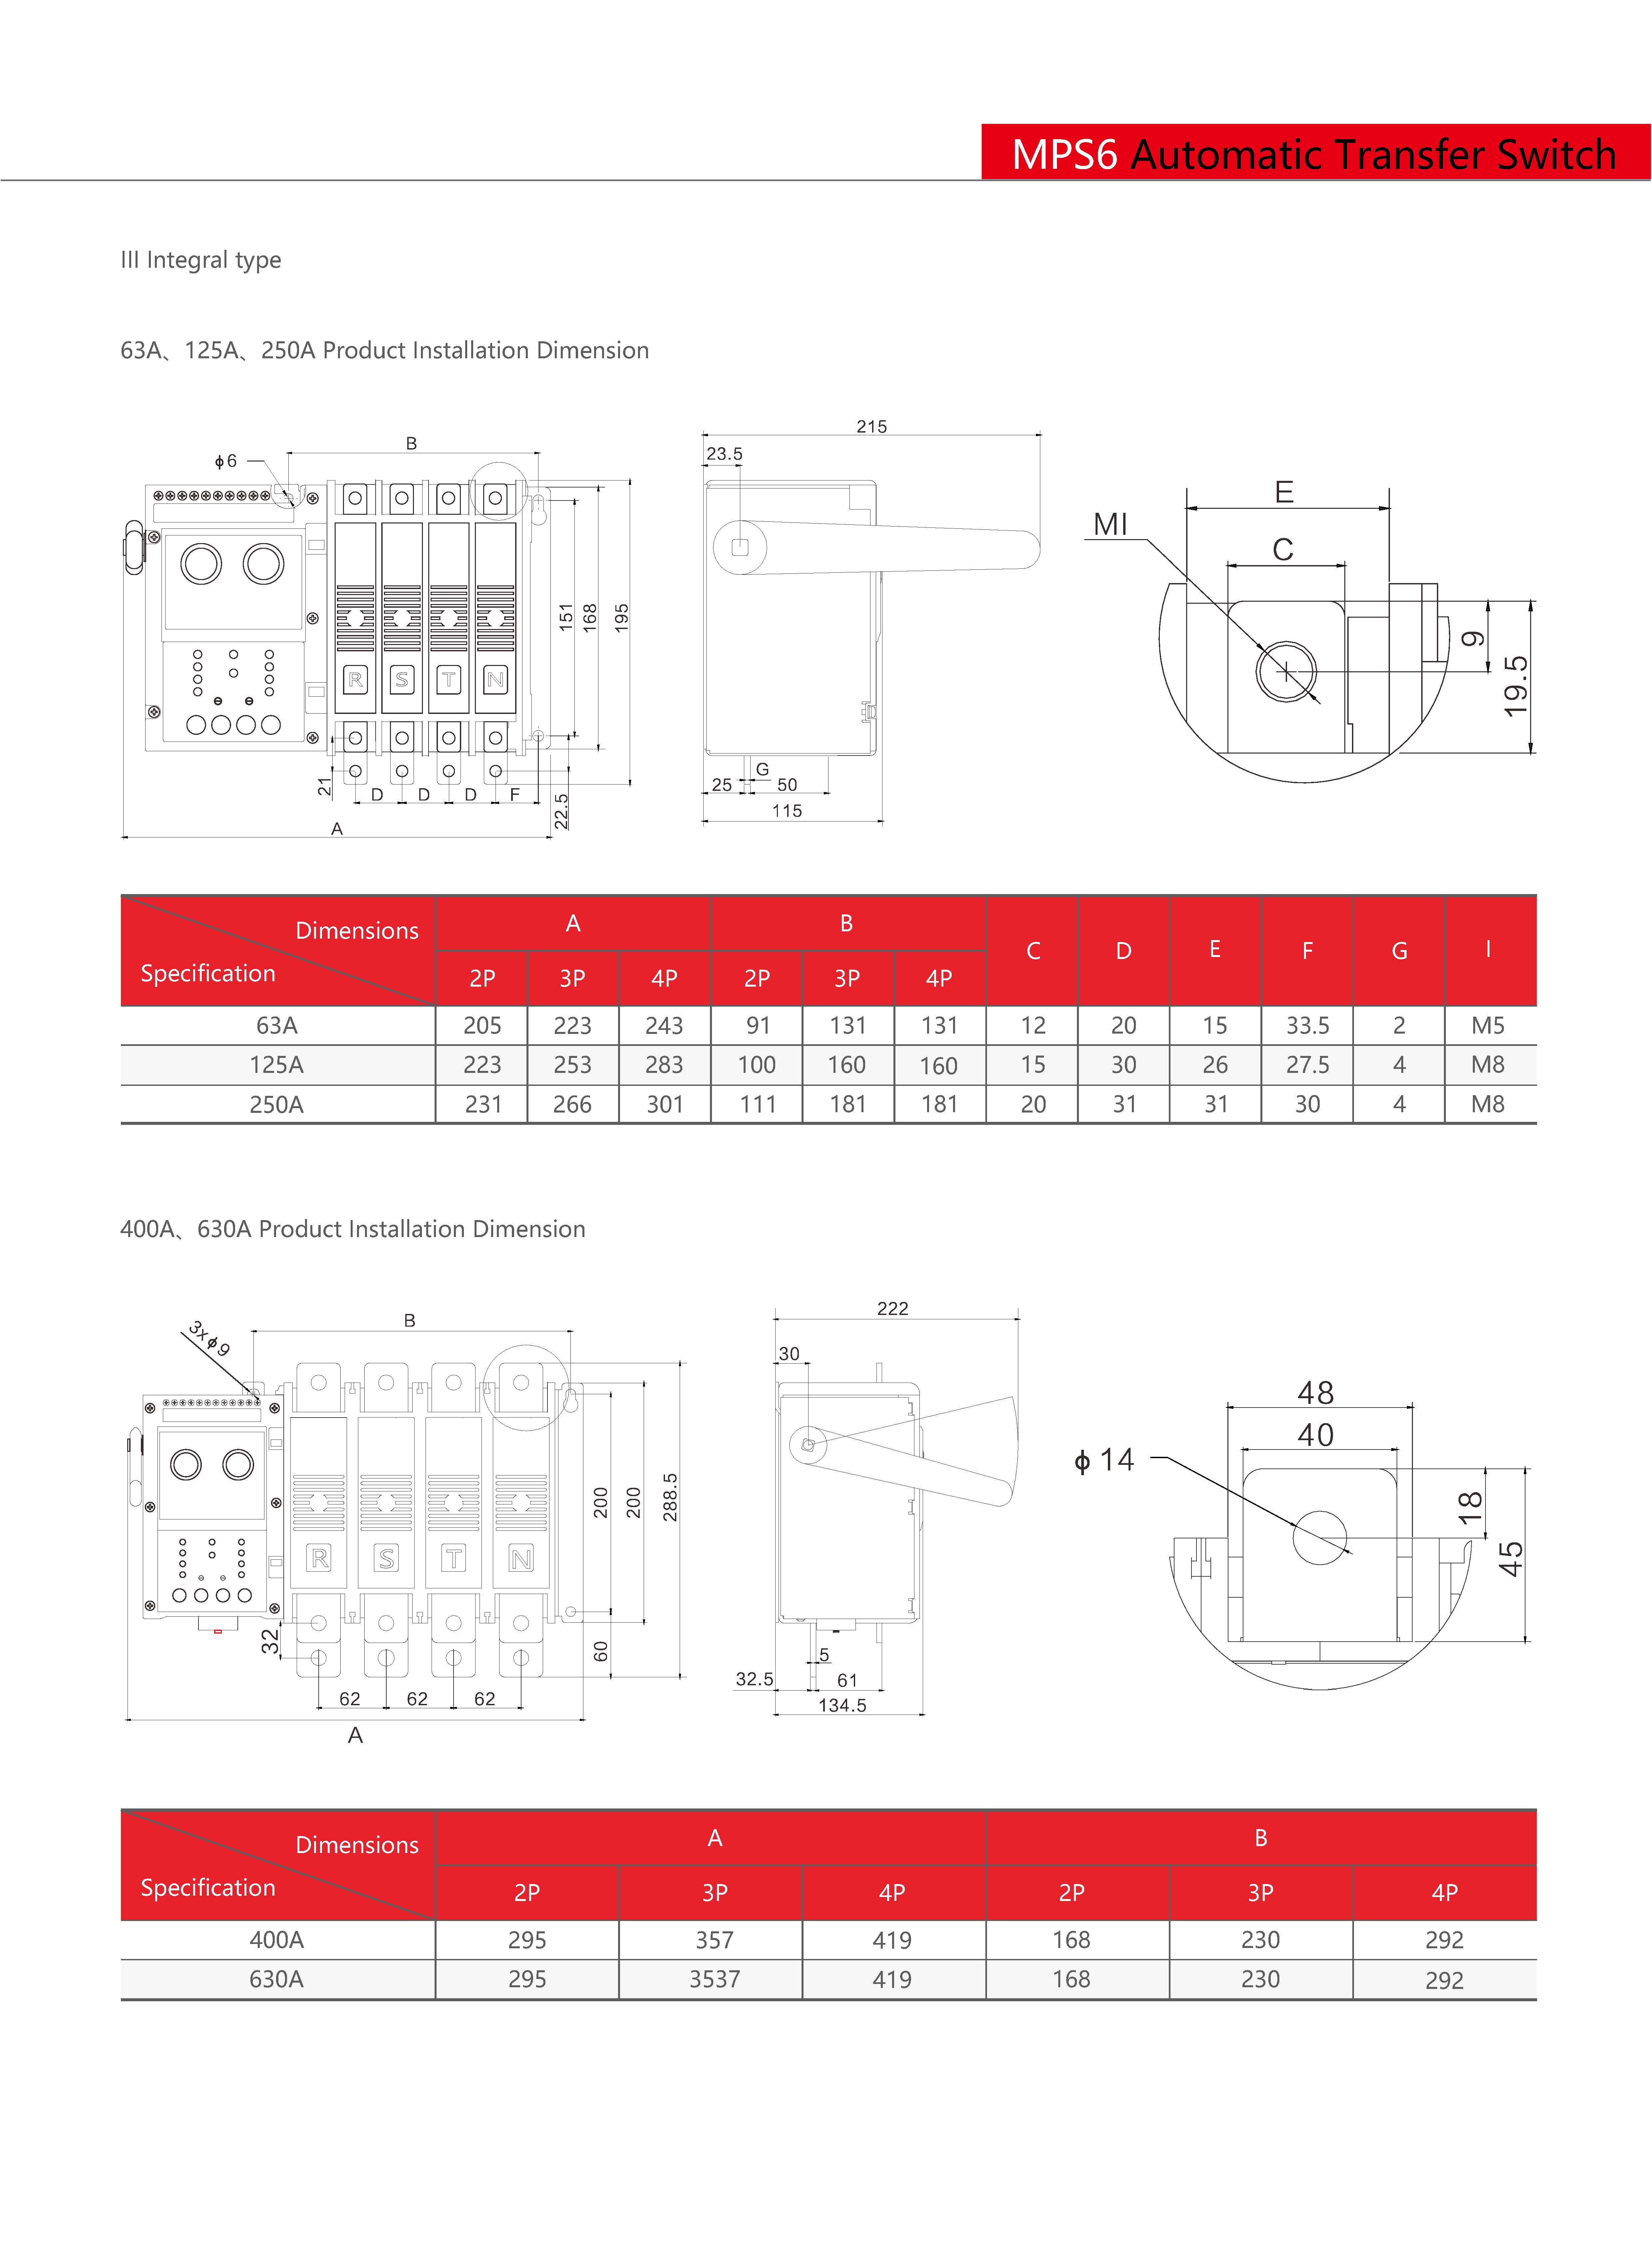 MPS6 Automatic Transfer Switch
III Integral type
63A、125A、250A Product Installation Dimension
B
ϕ6
151
168
195
R S T N
21
D D D F
22.5
A
215
23.5
G
25 50
115
E
MI
C
9
19.5
Dimensions A B C D E F G I
Specification 2P 3P 4P 2P 3P 4P
63A 205 223 243 91 131 131 12 20 15 33.5 2 M5
125A 223 253 283 100 160 160 15 30 26 27.5 4 M8
250A 231 266 301 111 181 181 20 31 31 30 4 M8
400A、630A Product Installation Dimension
B
3xϕ9
200
200
288.5
R S T N
32
60
62 62 62
A
222
30
5
32.5 61
134.5
48
40
ϕ14
18
45
Dimensions A B
Specification 2P 3P 4P 2P 3P 4P
400A 295 357 419 168 230 292
630A 295 3537 419 168 230 292